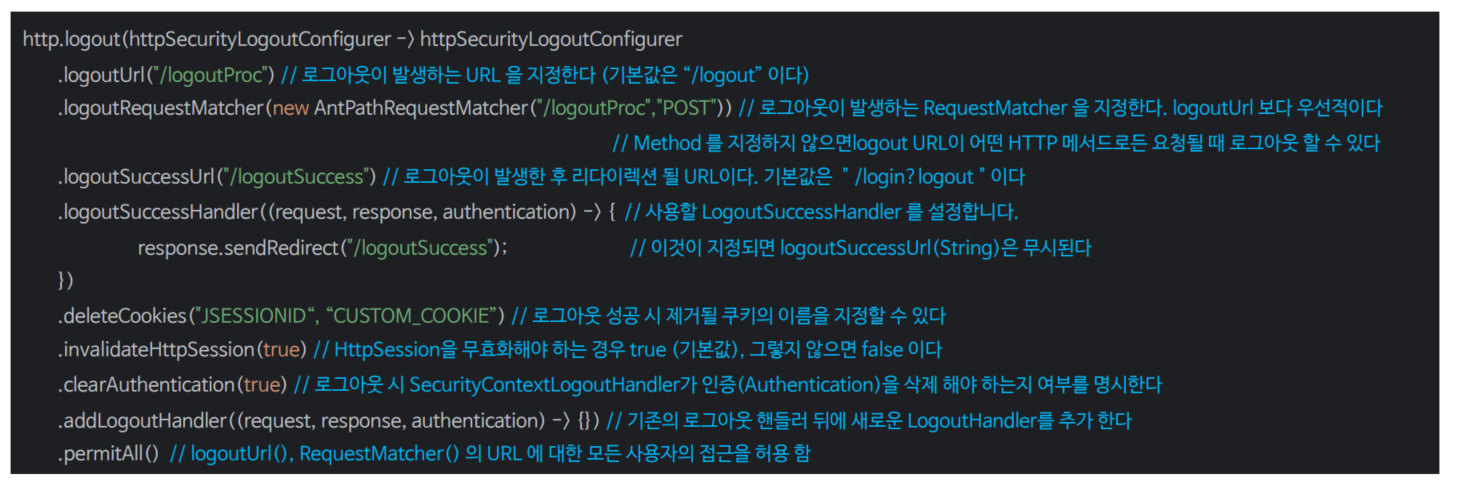 http.logout(httpSecurityLogoutConfigurer -> httpSecurityLogoutConfigurer
.logoutUrl("/logoutProc") // 로그아웃이 발생하는 URL 을 지정한다 (기본값은 “/logout” 이다)
.logoutRequestMatcher(new AntPathRequestMatcher("/logoutProc","POST")) // 로그아웃이 발생하는 RequestMatcher 을 지정한다. logoutUrl 보다 우선적이다
// Method 를 지정하지 않으면logout URL이 어떤 HTTP 메서드로든 요청될 때 로그아웃 할 수 있다
.logoutSuccessUrl("/logoutSuccess") // 로그아웃이 발생한 후 리다이렉션 될 URL이다. 기본값은 " /login?logout " 이다
.logoutSuccessHandler((request, response, authentication) -> { // 사용할 LogoutSuccessHandler 를 설정합니다.
response.sendRedirect("/logoutSuccess"); // 이것이 지정되면 logoutSuccessUrl(String)은 무시된다
})
.deleteCookies("JSESSIONID“, “CUSTOM_COOKIE”) // 로그아웃 성공 시 제거될 쿠키의 이름을 지정할 수 있다
.invalidateHttpSession(true) // HttpSession을 무효화해야 하는 경우 true (기본값), 그렇지 않으면 false 이다
.clearAuthentication(true) // 로그아웃 시 SecurityContextLogoutHandler가 인증(Authentication)을 삭제 해야 하는지 여부를 명시한다
.addLogoutHandler((request, response, authentication) -> {}) // 기존의 로그아웃 핸들러 뒤에 새로운 LogoutHandler를 추가 한다
.permitAll() // logoutUrl(), RequestMatcher() 의 URL 에 대한 모든 사용자의 접근을 허용 함